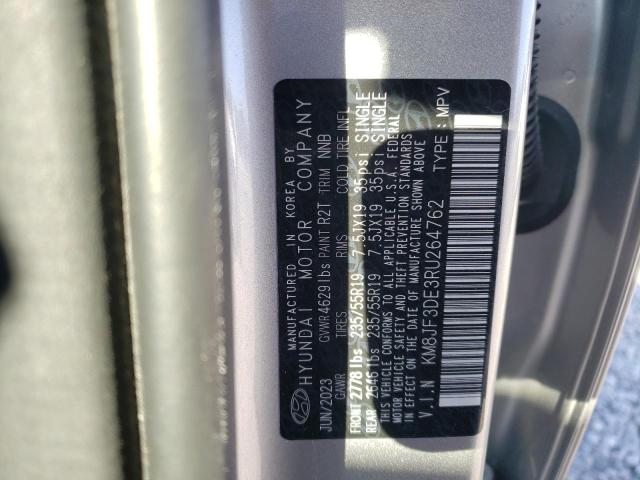 MANUFACTURED IN KOREA BY
HYUNDAI MOTOR COMPANY
JUN/2023 GVWR 4629 lbs PAINT R2T TRIM NNB
GAWR TIRES RIMS COLD TIRE INFL
FRONT 2778 lbs 235/55R19 7.5JX19 35psi SINGLE
REAR 2646 lbs 235/55R19 7.5JX19 35psi SINGLE
THIS VEHICLE CONFORMS TO ALL APPLICABLE U.S.A. FEDERAL
MOTOR VEHICLE SAFETY AND THEFT PREVENTION STANDARDS
IN EFFECT ON THE DATE OF MANUFACTURE SHOWN ABOVE
V.I.N KM8JF3DE3RU264762 TYPE : MPV